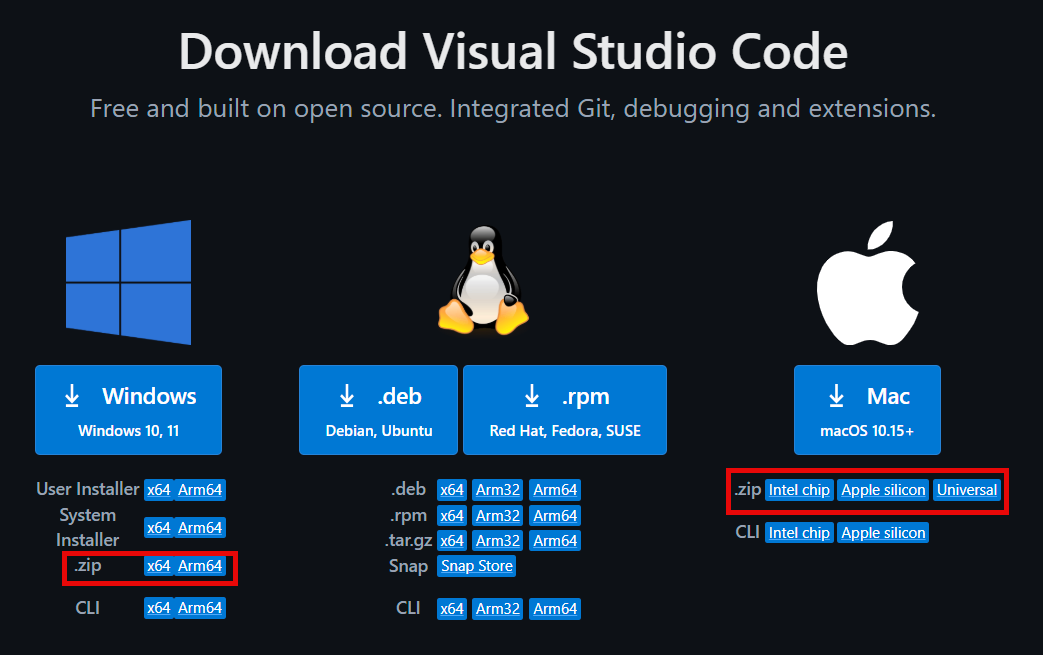 Download Visual Studio Code
Free and built on open source. Integrated Git, debugging and extensions.
Windows
Windows 10, 11
User Installer x64 Arm64
System
Installer x64 Arm64
.zip x64 Arm64
CLI x64 Arm64
.deb
Debian, Ubuntu
.rpm
Red Hat, Fedora, SUSE
.deb x64 Arm32 Arm64
.rpm x64 Arm32 Arm64
.tar.gz x64 Arm32 Arm64
Snap Snap Store
CLI x64 Arm32 Arm64
Mac
macOS 10.15+
.zip Intel chip Apple silicon Universal
CLI Intel chip Apple silicon